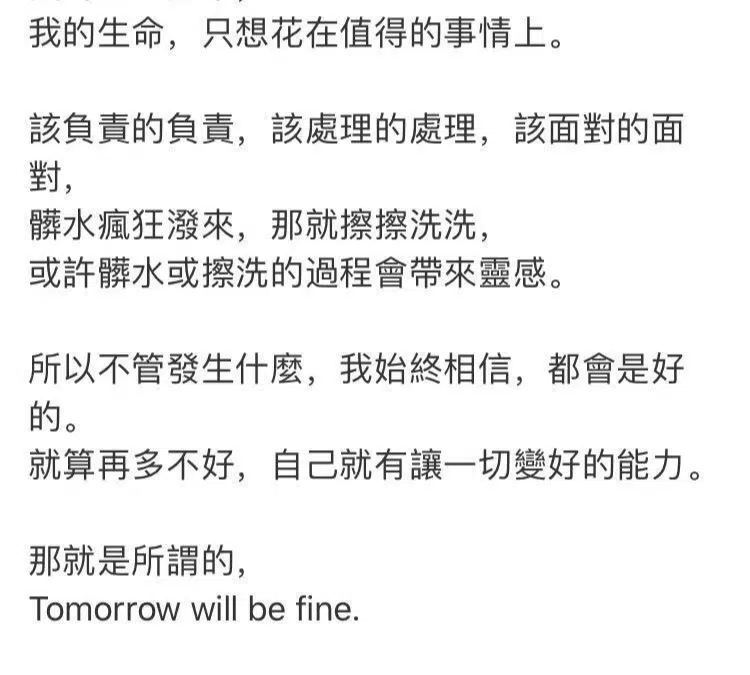 我的生命，只想花在值得的事情上。
該負責的負責，該處理的處理，該面對的面
對，
髒水瘋狂潑來，那就擦擦洗洗，
或許髒水或擦洗的過程會帶來靈感。
所以不管發生什麼，我始終相信，都會是好
的。
就算再多不好，自己就有讓一切變好的能力。
那就是所謂的，
Tomorrow will be fine.